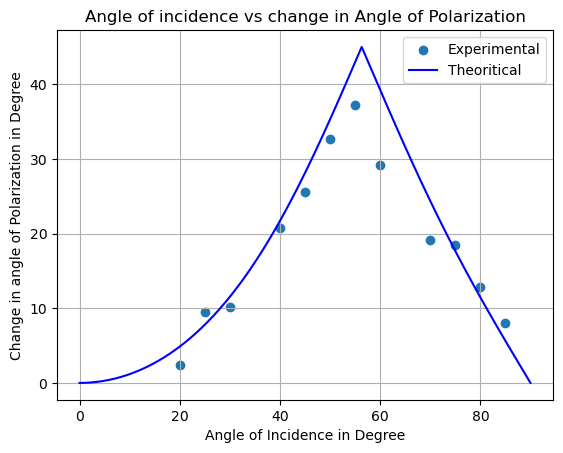 Angle of incidence vs change in Angle of Polarization
Experimental
Theoritical
Change in angle of Polarization in Degree
40
30
20
10
0
0 20 40 60 80
Angle of Incidence in Degree